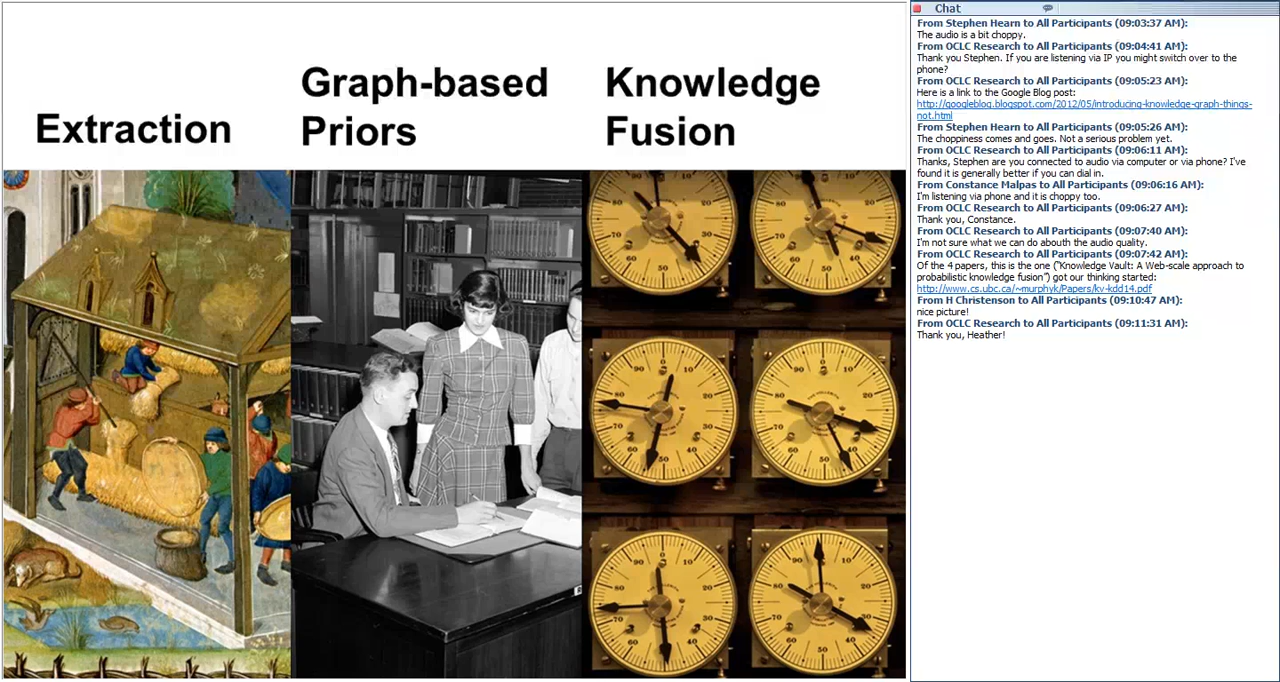 Extraction
Graph-based
Priors
Knowledge
Fusion
Chat
From Stephen Hearn to All Participants (09:03:37 AM):
The audio is a bit choppy.
From OCLC Research to All Participants (09:04:41 AM):
Thank you Stephen. If you are listening via IP you might switch over to the
phone?
From OCLC Research to All Participants (09:05:23 AM):
Here is a link to the Google Blog post:
http://googleblog.blogspot.com/2012/05/introducing-knowledge-graph-things-
not.html
From Stephen Hearn to All Participants (09:05:26 AM):
The choppiness comes and goes. Not a serious problem yet.
From OCLC Research to All Participants (09:06:11 AM):
Thanks, Stephen are you connected to audio via computer or via phone? I've
found it is generally better if you can dial in.
From Constance Malpas to All Participants (09:06:16 AM):
I'm listening via phone and it is choppy too.
From OCLC Research to All Participants (09:06:27 AM):
Thank you, Constance.
From OCLC Research to All Participants (09:07:40 AM):
I'm not sure what we can do abouth the audio quality.
From OCLC Research to All Participants (09:07:42 AM):
Of the 4 papers, this is the one ("Knowledge Vault: A Web-scale approach to
probabilistic knowledge fusion") got our thinking started:
http://www.cs.ubc.ca/~murphyk/Papers/kv-kdd14.pdf
From H Christenson to All Participants (09:10:47 AM):
nice picture!
From OCLC Research to All Participants (09:11:31 AM):
Thank you, Heather!